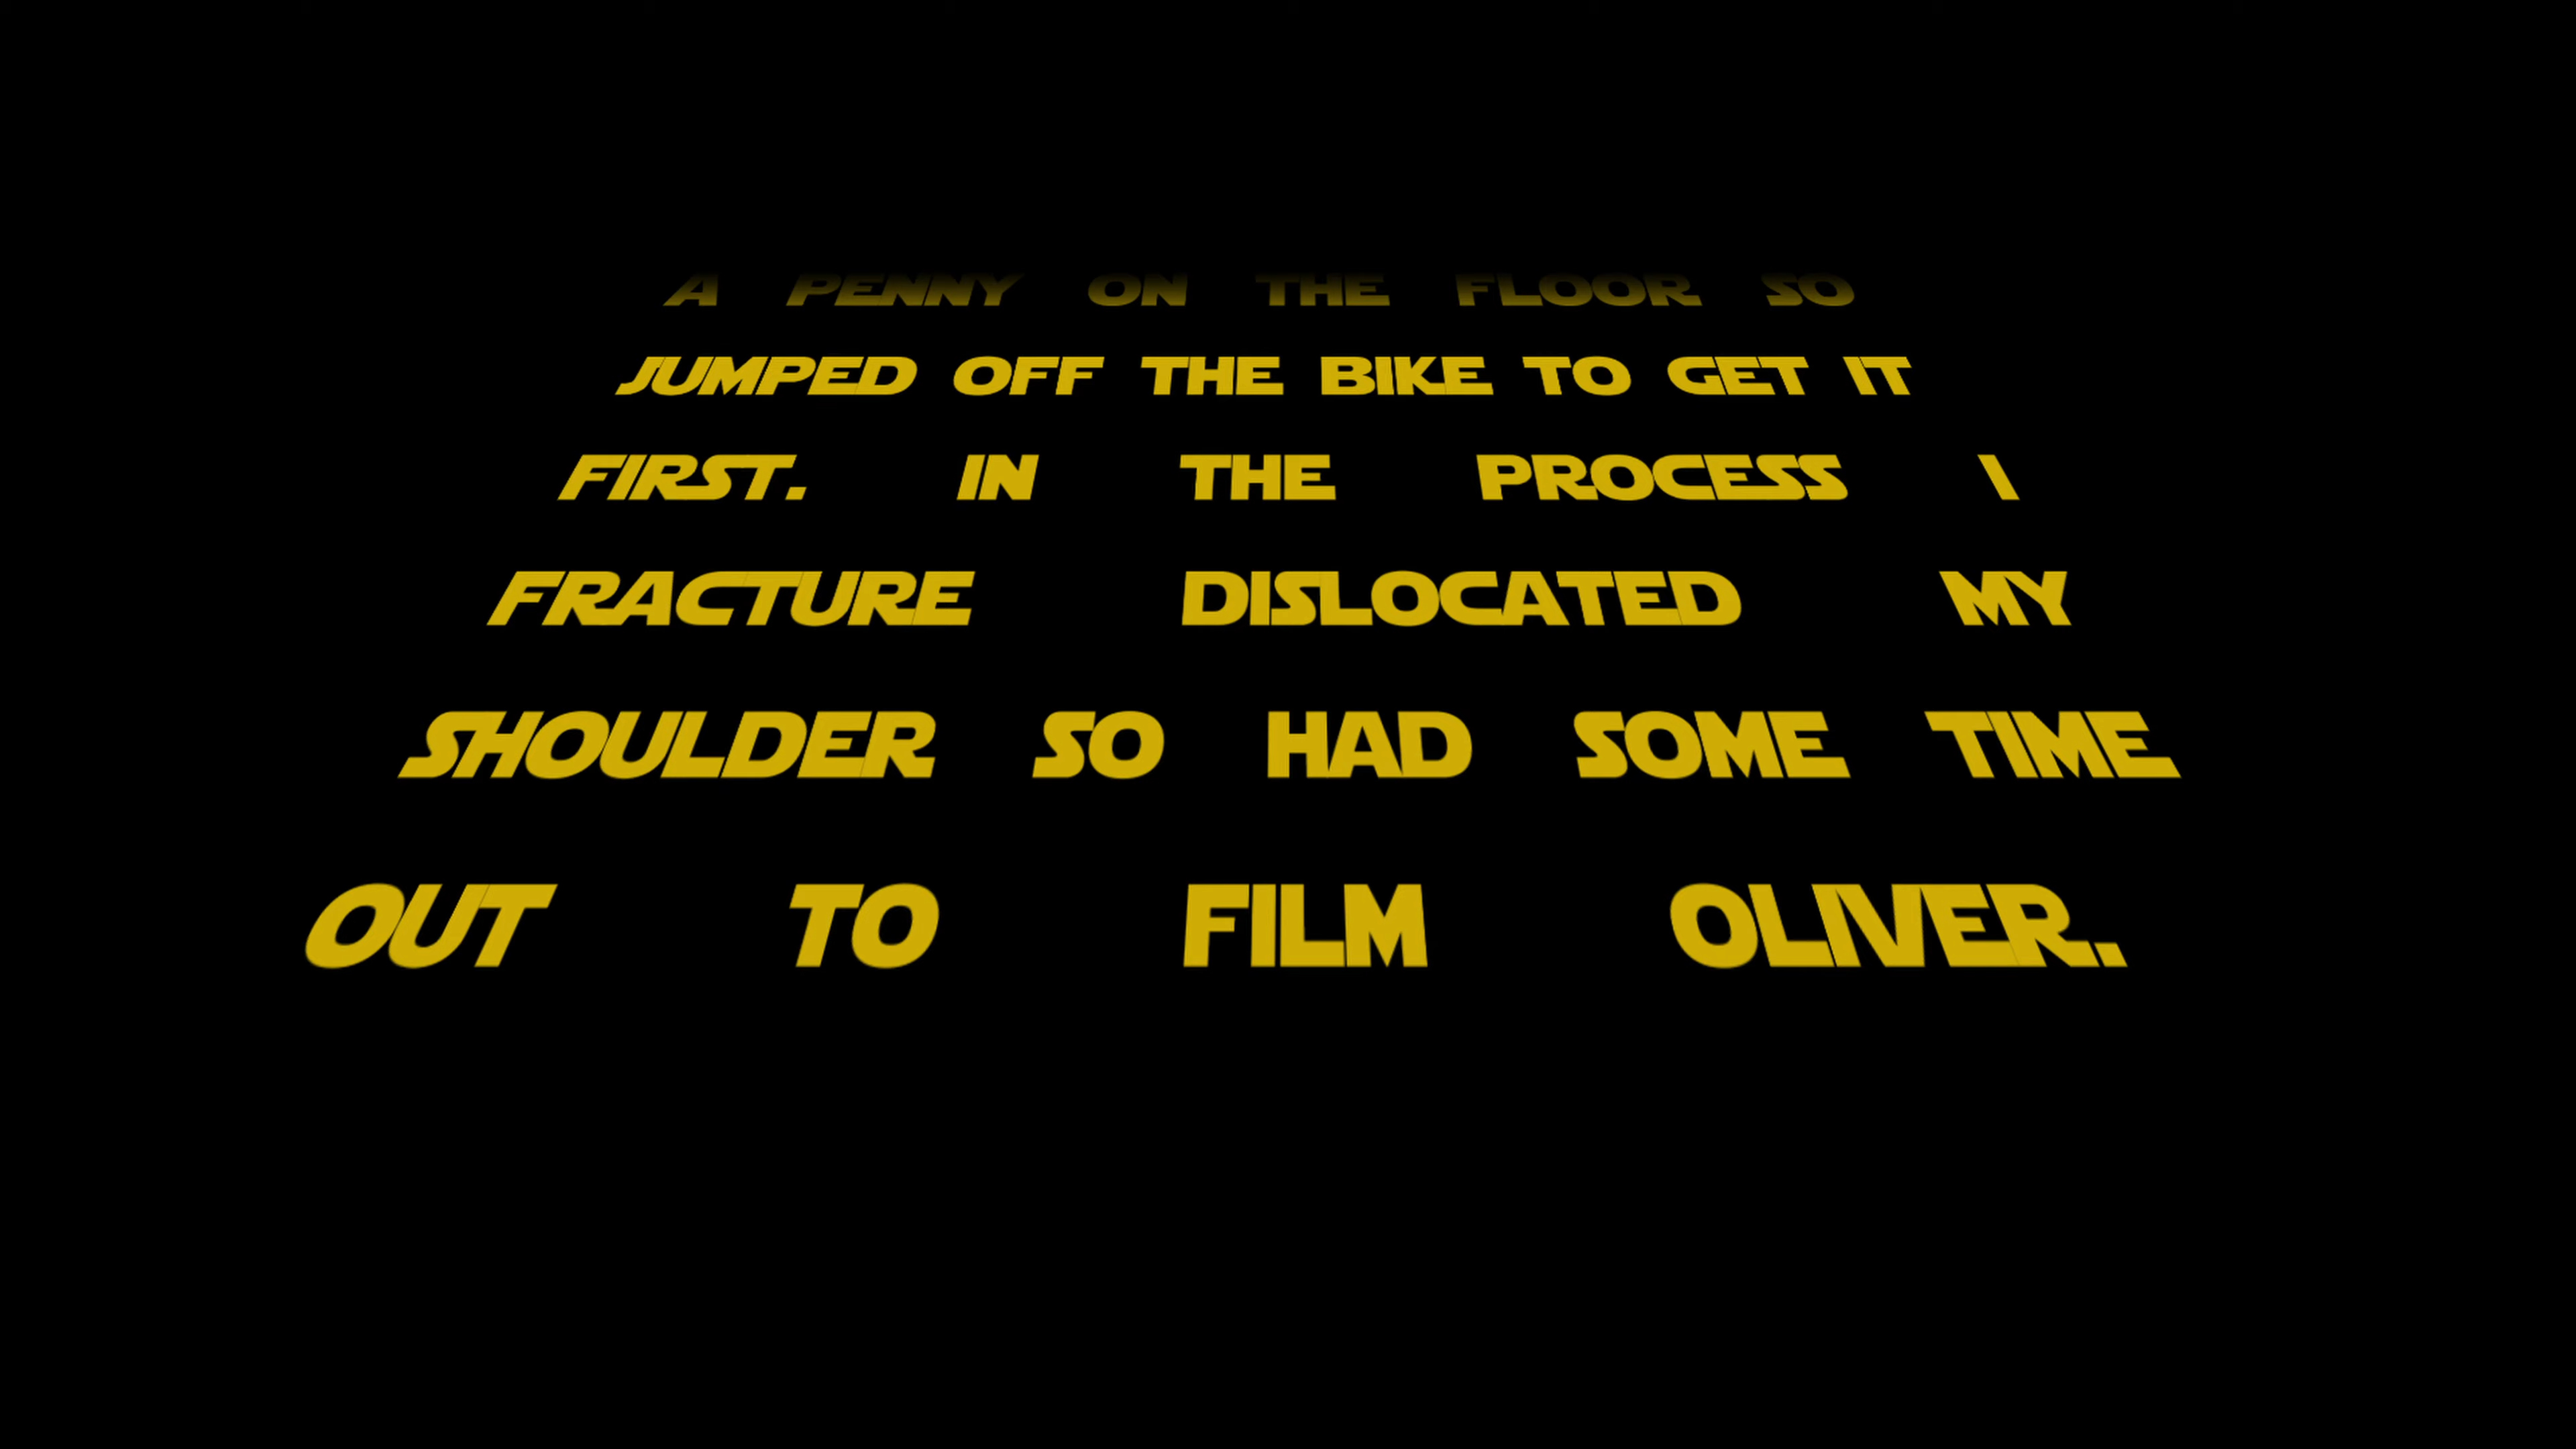 A PENNY ON THE FLOOR SO
JUMPED OFF THE BIKE TO GET IT
FIRST. IN THE PROCESS I
FRACTURE DISLOCATED MY
SHOULDER SO HAD SOME TIME
OUT TO FILM OLIVER.